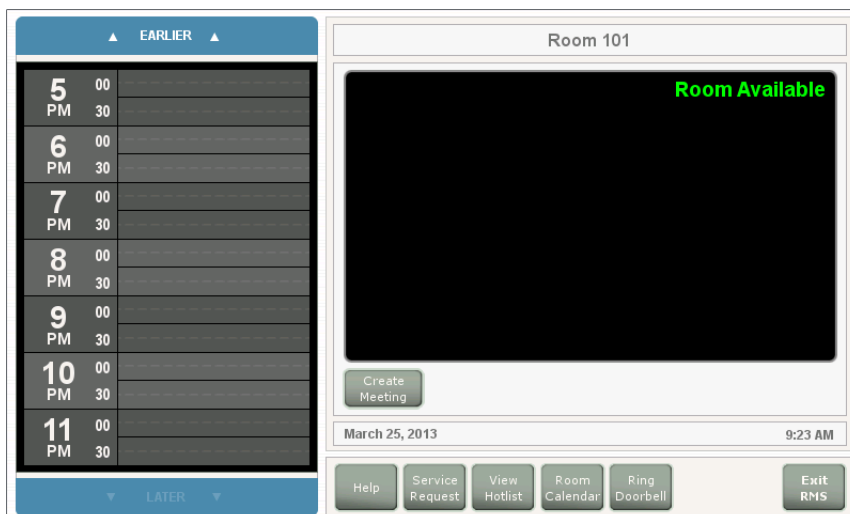 ▲ EARLIER ▲
5 PM 00
30
6 PM 00
30
7 PM 00
30
8 PM 00
30
9 PM 00
30
10 PM 00
30
11 PM 00
30
▼ LATER ▼
Room 101
Room Available
Create
Meeting
March 25, 2013 9:23 AM
Help
Service
Request
View
Hotlist
Room
Calendar
Ring
Doorbell
Exit
RMS